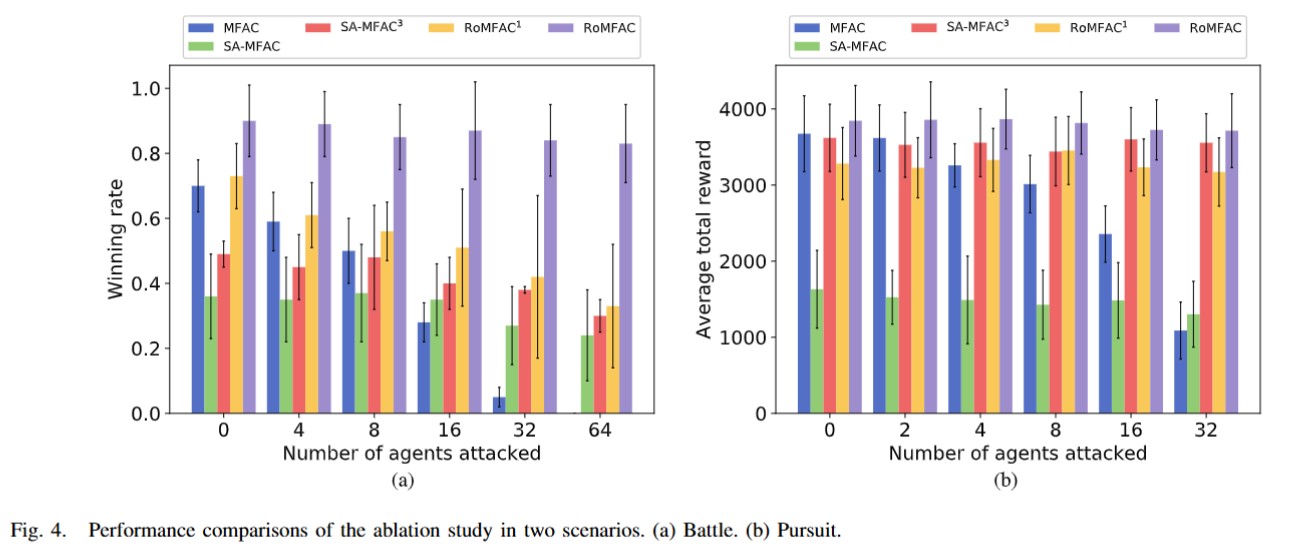 MFAC SA-MFAC³ RoMFAC¹ RoMFAC
SA-MFAC
1.0
0.8
0.6
0.4
0.2
0.0
Winning rate
0 4 8 16 32 64
Number of agents attacked
(a)
MFAC SA-MFAC³ RoMFAC¹ RoMFAC
SA-MFAC
4000
3000
2000
1000
0
Average total reward
0 2 4 8 16 32
Number of agents attacked
(b)
Fig. 4. Performance comparisons of the ablation study in two scenarios. (a) Battle. (b) Pursuit.